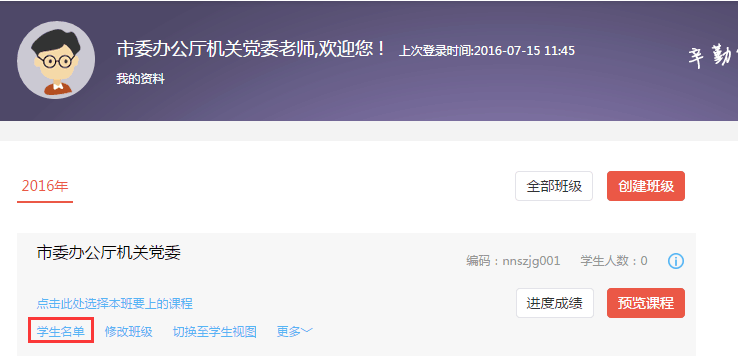 市委办公厅机关党委老师,欢迎您！ 上次登录时间:2016-07-15 11:45
辛勤
我的资料
2016年 全部班级 创建班级
市委办公厅机关党委 编码：nnszjg001 学生人数：0
点击此处选择本班要上的课程 进度成绩 预览课程
学生名单 修改班级 切换至学生视图 更多